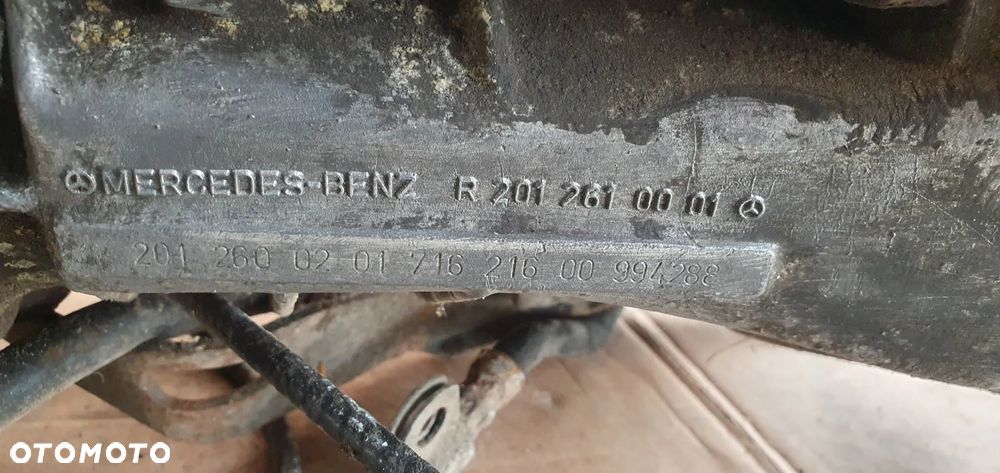 MERCEDES-BENZ R 201 261 00 01
201 260 02 01 716 216 00 994288
OTOMOTO